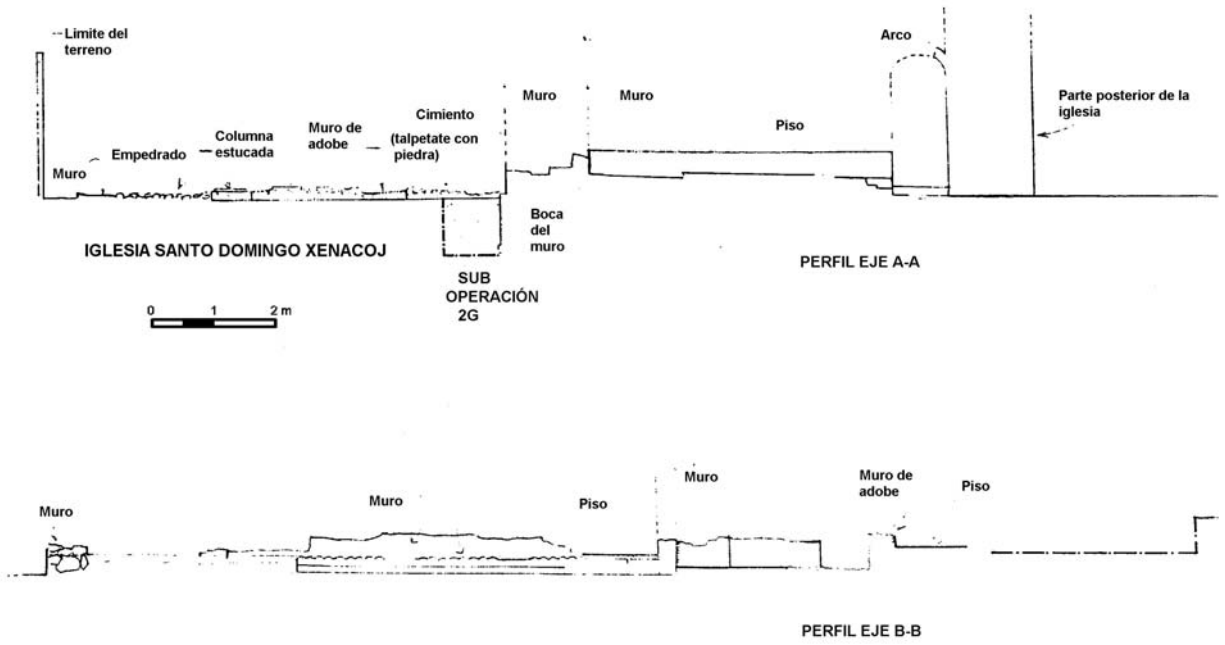 --Limite del
terreno
Muro
Empedrado
Columna
estucada
Muro de
adobe
Cimiento
(talpetate con
piedra)
Muro
Muro
Piso
Arco
Parte posterior de la
iglesia
Boca
del
muro
IGLESIA SANTO DOMINGO XENACOJ
PERFIL EJE A-A
SUB
OPERACIÓN
2G
0 1 2 m
Muro
Muro
Piso
Muro
Muro de
adobe
Piso
PERFIL EJE B-B